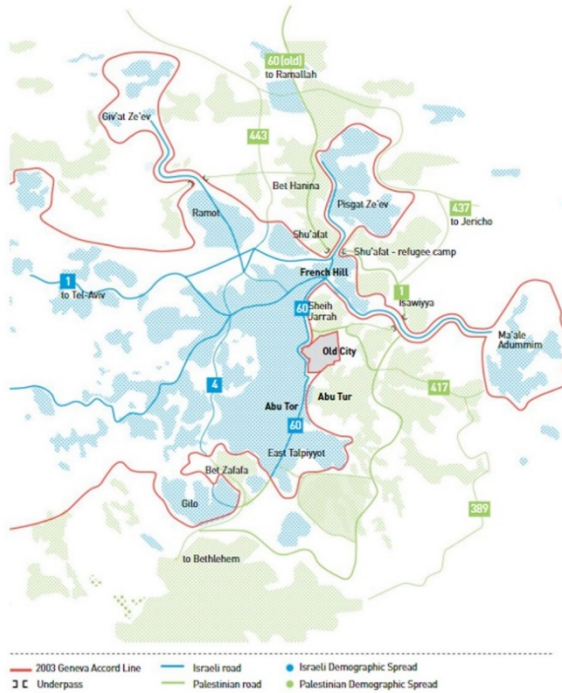 60 (old)
to Ramallah
Giv'at Ze'ev
443
Bet Hanina
Pisgat Ze'ev
437
to Jericho
Ramot
Shu'afat
Shu'afat - refugee camp
French Hill
1
to Tel-Aviv
1
Isawiyya
60
Sheih
Jarrah
Ma'ale
Adummim
Old City
4
417
Abu Tor
Abu Tur
60
East Talpiyyot
Bet Zafafa
Gilo
389
to Bethlehem
2003 Geneva Accord Line
Israeli road
Israeli Demographic Spread
Underpass
Palestinian road
Palestinian Demographic Spread